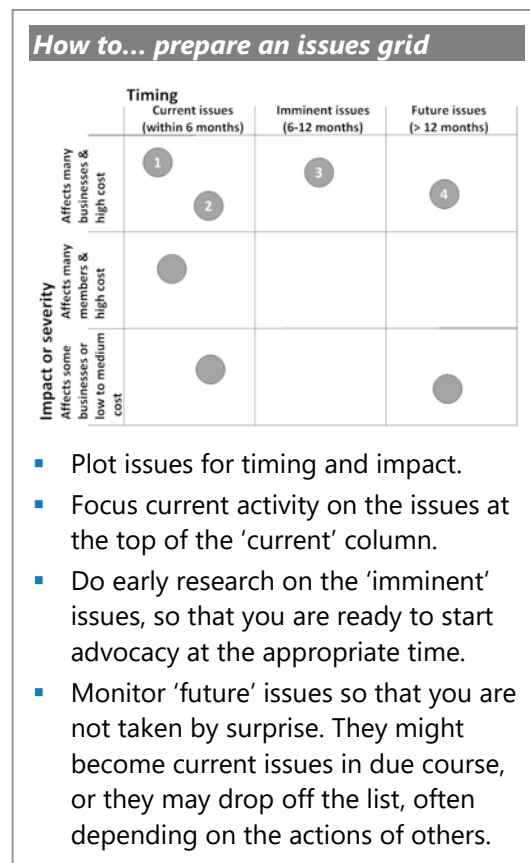 How to... prepare an issues grid
Timing
Current issues
(within 6 months)
Imminent issues
(6-12 months)
Future issues
(> 12 months)
Impact or severity
Affects many
businesses &
high cost
1
2
3
4
Affects many
members &
high cost
Affects some
businesses or
low to medium
cost
▪ Plot issues for timing and impact.
▪ Focus current activity on the issues at
the top of the ‘current’ column.
▪ Do early research on the ‘imminent’
issues, so that you are ready to start
advocacy at the appropriate time.
▪ Monitor ‘future’ issues so that you are
not taken by surprise. They might
become current issues in due course,
or they may drop off the list, often
depending on the actions of others.